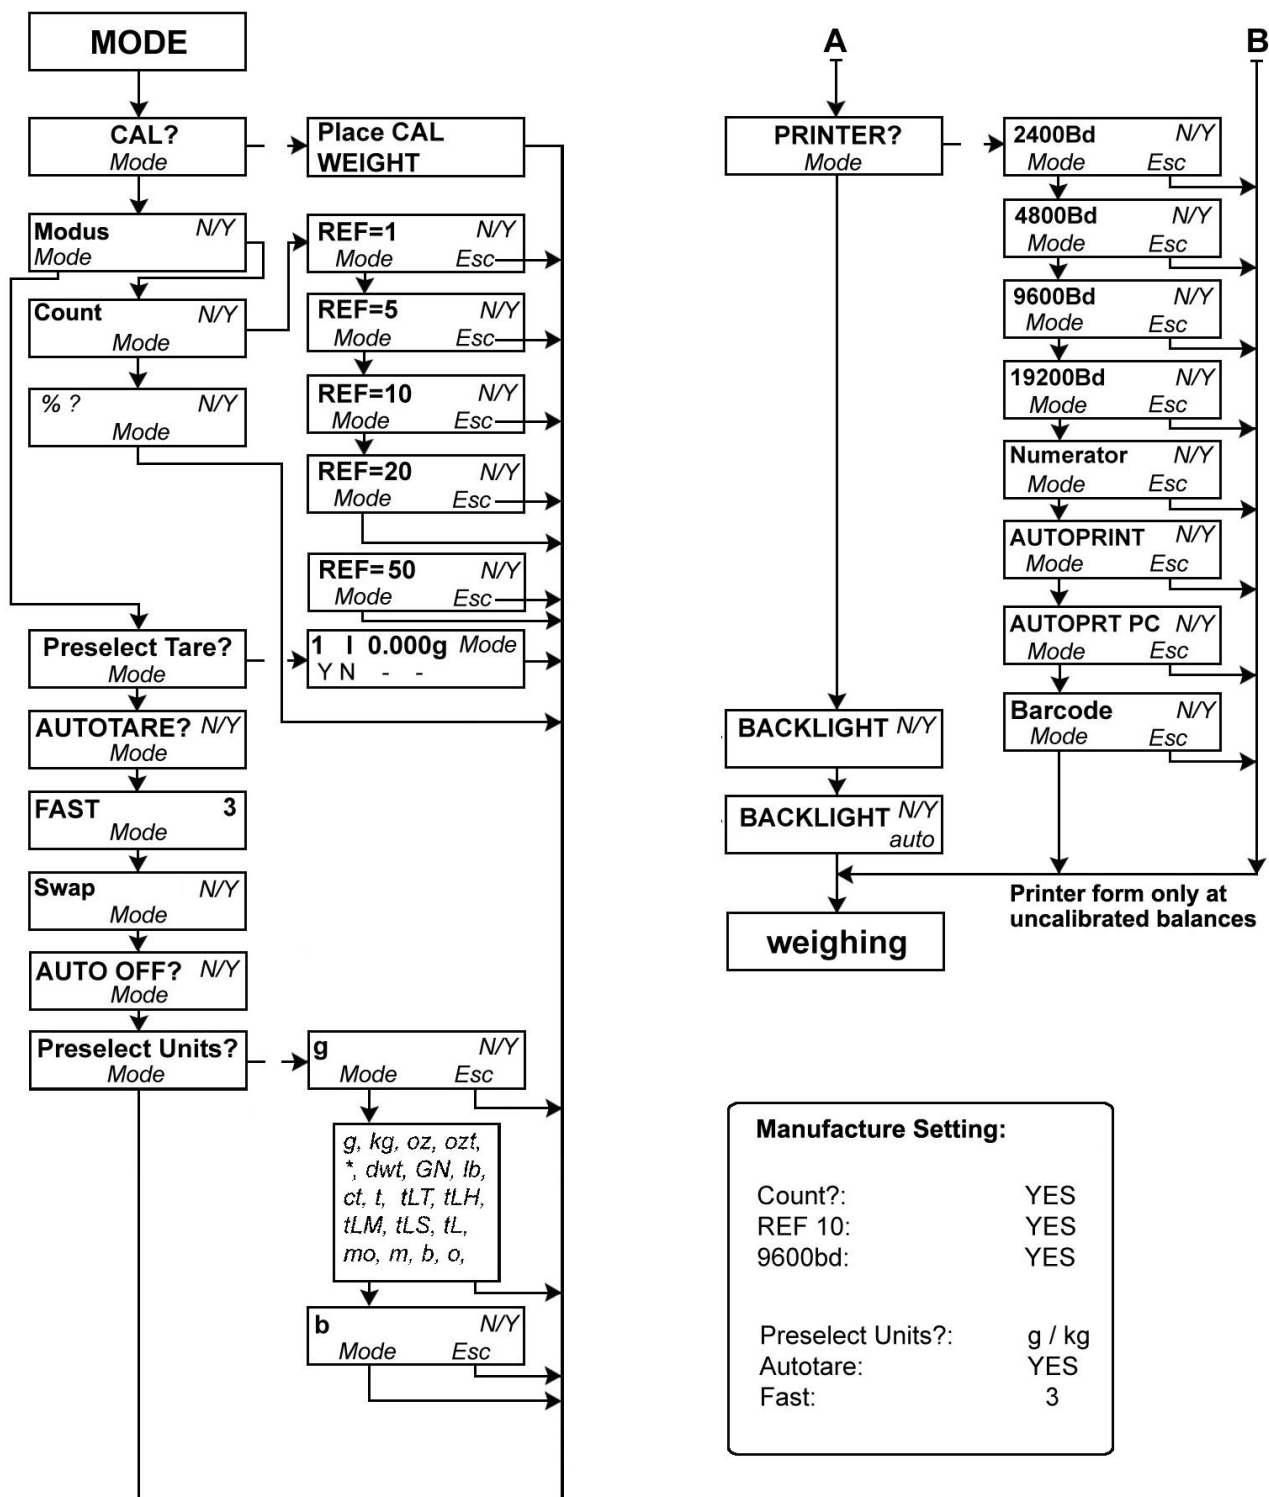 MODE
CAL?
Mode
Place CAL
WEIGHT
Modus N/Y
Mode
Count N/Y
Mode
% ? N/Y
Mode
REF=1 N/Y
Mode Esc
REF=5 N/Y
Mode Esc
REF=10 N/Y
Mode Esc
REF=20 N/Y
Mode Esc
REF=50 N/Y
Mode Esc
Preselect Tare?
Mode
1 I 0.000g Mode
Y N - -
AUTOTARE? N/Y
Mode
FAST 3
Mode
Swap N/Y
Mode
AUTO OFF? N/Y
Mode
Preselect Units?
Mode
g N/Y
Mode Esc
g, kg, oz, ozt,
*, dwt, GN, lb,
ct, t, tLT, tLH,
tLM, tLS, tL,
mo, m, b, o,
b N/Y
Mode Esc
A
B
PRINTER?
Mode
2400Bd N/Y
Mode Esc
4800Bd N/Y
Mode Esc
9600Bd N/Y
Mode Esc
19200Bd N/Y
Mode Esc
Numerator N/Y
Mode Esc
AUTOPRINT N/Y
Mode Esc
AUTOPRT PC N/Y
Mode Esc
Barcode N/Y
Mode Esc
BACKLIGHT N/Y
BACKLIGHT N/Y
auto
Printer form only at
uncalibrated balances
weighing
Manufacture Setting:
Count?: YES
REF 10: YES
9600bd: YES
Preselect Units?: g / kg
Autotare: YES
Fast: 3